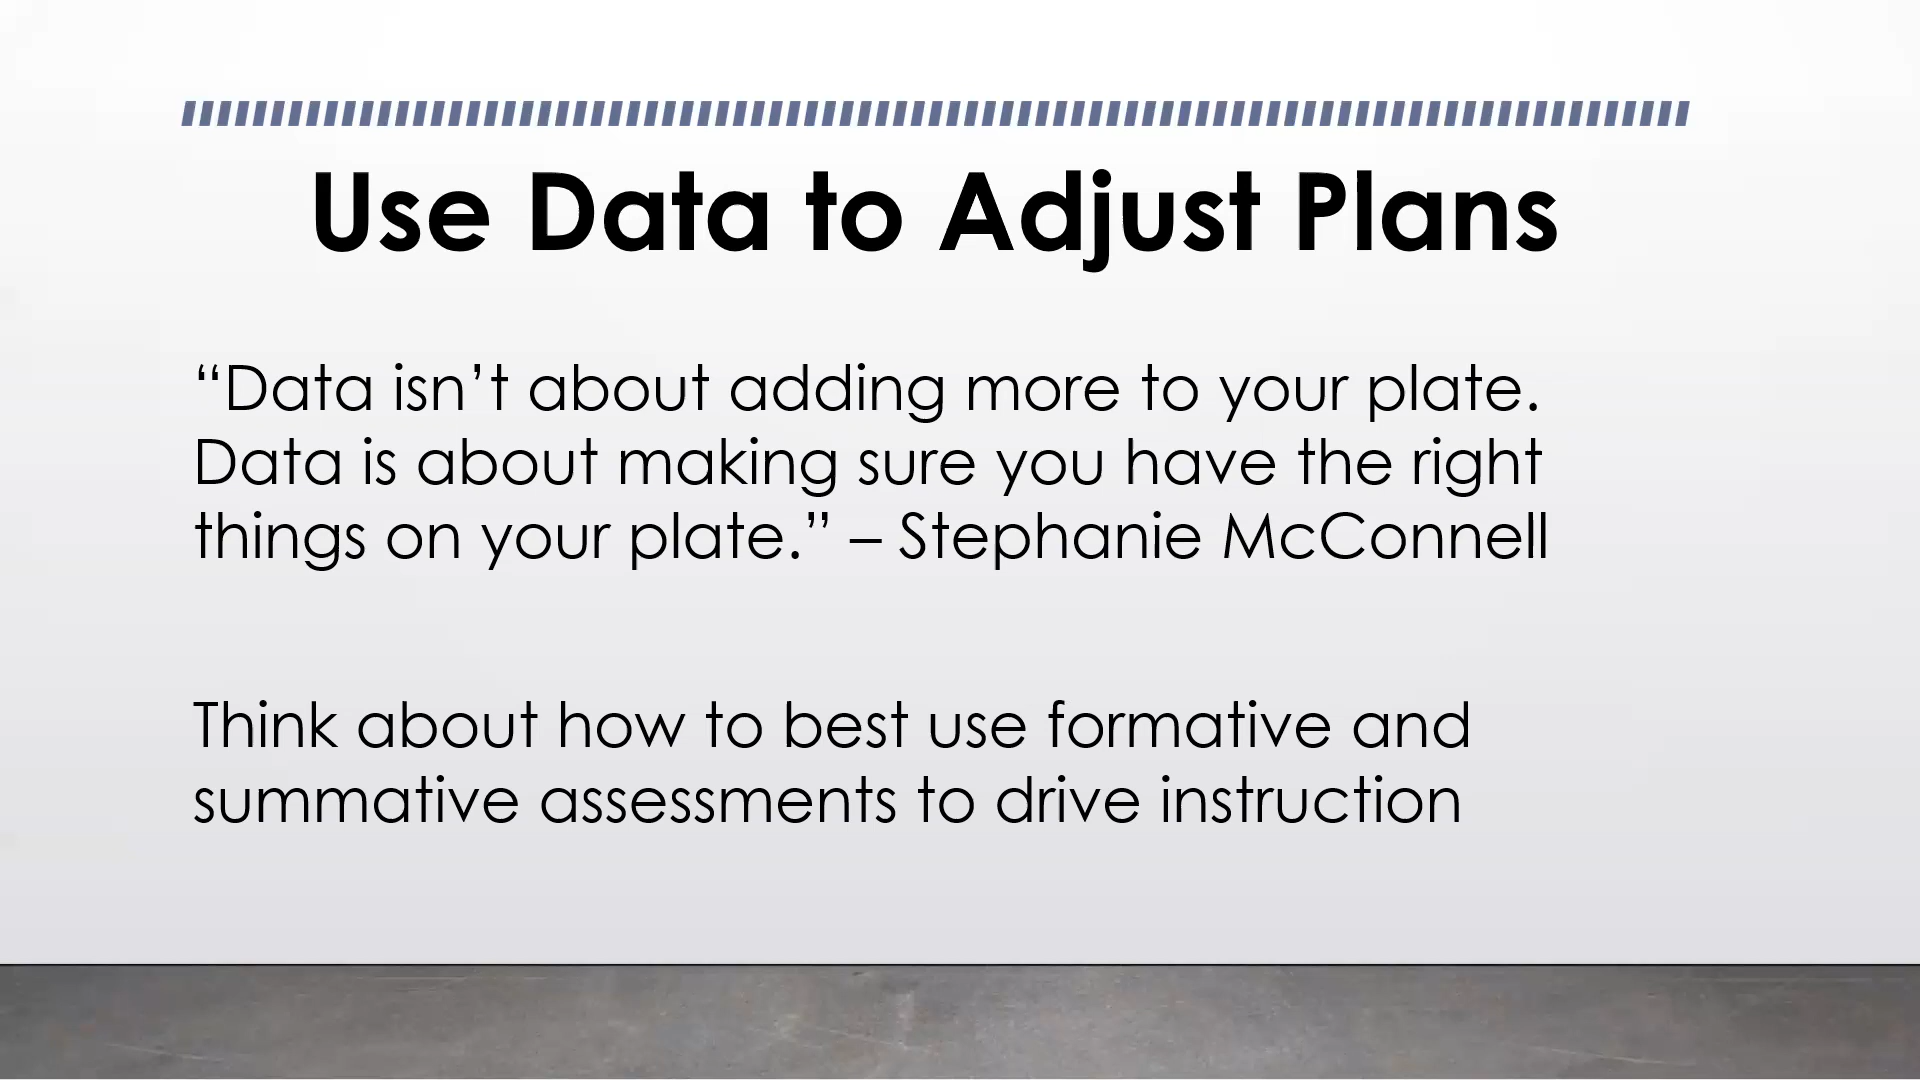 Use Data to Adjust Plans
“Data isn’t about adding more to your plate.
Data is about making sure you have the right
things on your plate.” – Stephanie McConnell
Think about how to best use formative and
summative assessments to drive instruction